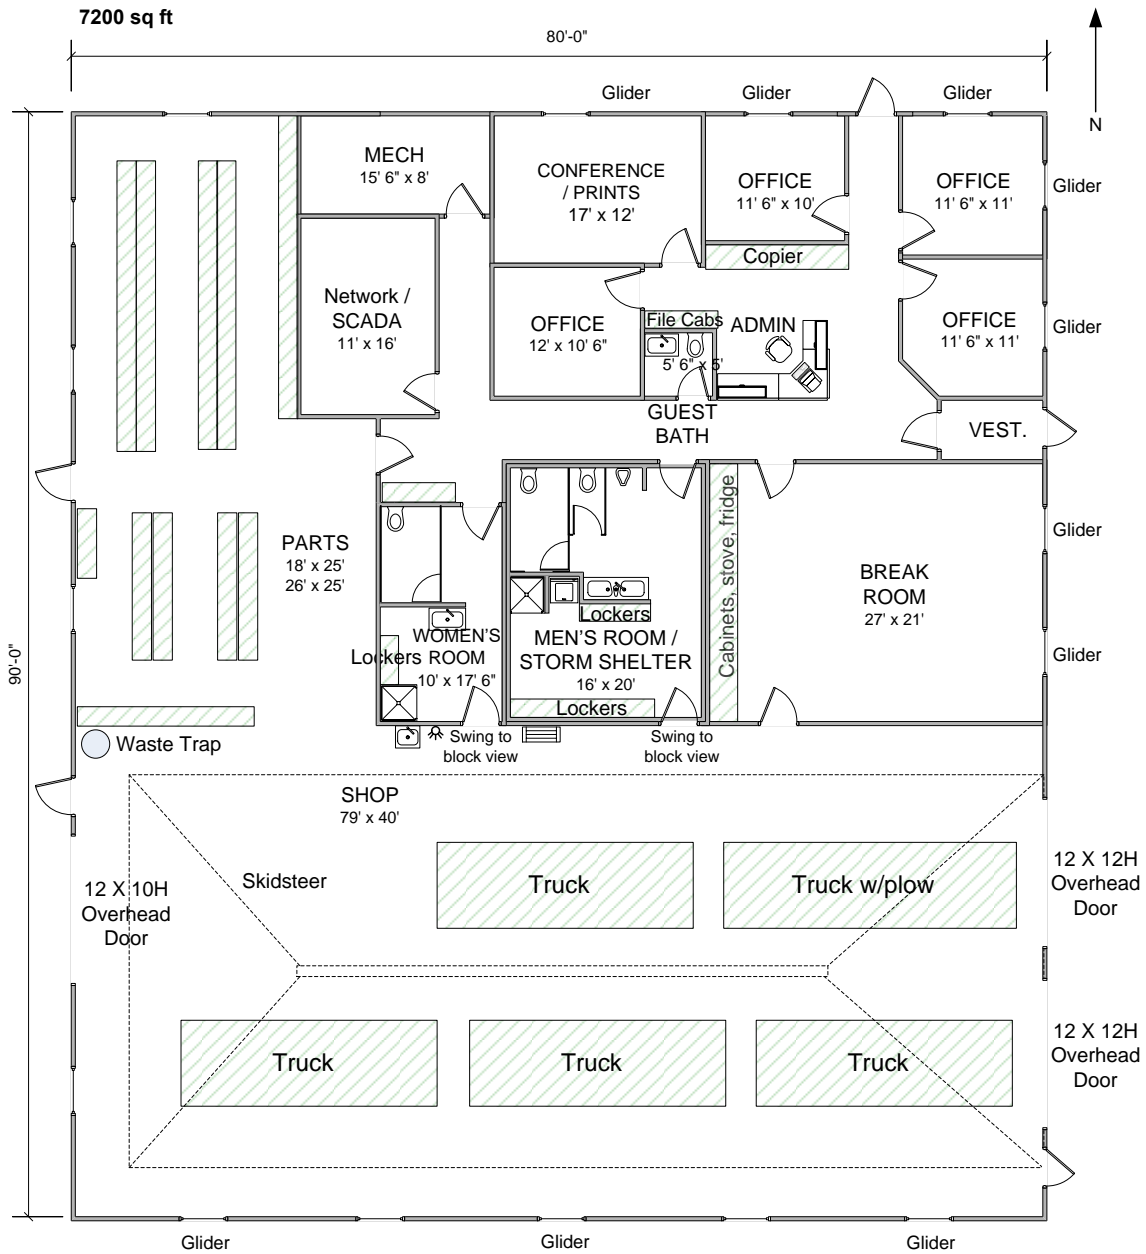 7200 sq ft
80'-0"
Glider
Glider
Glider
N
MECH
15' 6" x 8'
CONFERENCE
/ PRINTS
17' x 12'
OFFICE
11' 6" x 10'
OFFICE
11' 6" x 11'
Glider
Copier
Network /
SCADA
11' x 16'
OFFICE
12' x 10' 6"
File Cabs
ADMIN
5' 6" x 5'
OFFICE
11' 6" x 11'
Glider
GUEST
BATH
VEST.
PARTS
18' x 25'
26' x 25'
Cabinets, stove, fridge
BREAK
ROOM
27' x 21'
Glider
Glider
90'-0"
Lockers
WOMEN'S
ROOM
10' x 17' 6"
Lockers
MEN'S ROOM /
STORM SHELTER
16' x 20'
Lockers
Waste Trap
Swing to
block view
Swing to
block view
SHOP
79' x 40'
Skidsteer
Truck
Truck w/plow
12 X 10H
Overhead
Door
12 X 12H
Overhead
Door
Truck
Truck
Truck
12 X 12H
Overhead
Door
Glider
Glider
Glider